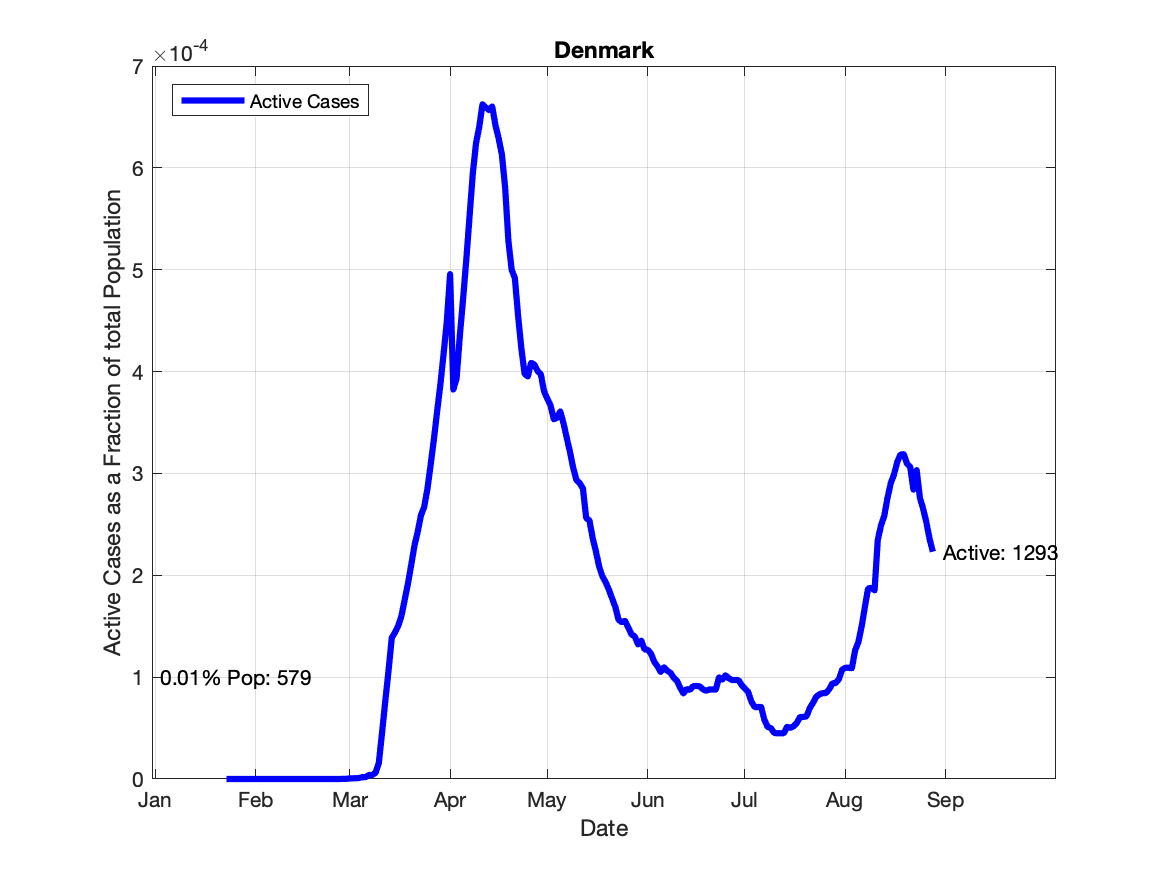 Denmark
×10-4
Active Cases
7
6
5
4
3
2
1
0
Active Cases as a Fraction of total Population
0.01% Pop: 579
Active: 1293
Jan Feb Mar Apr May Jun Jul Aug Sep
Date